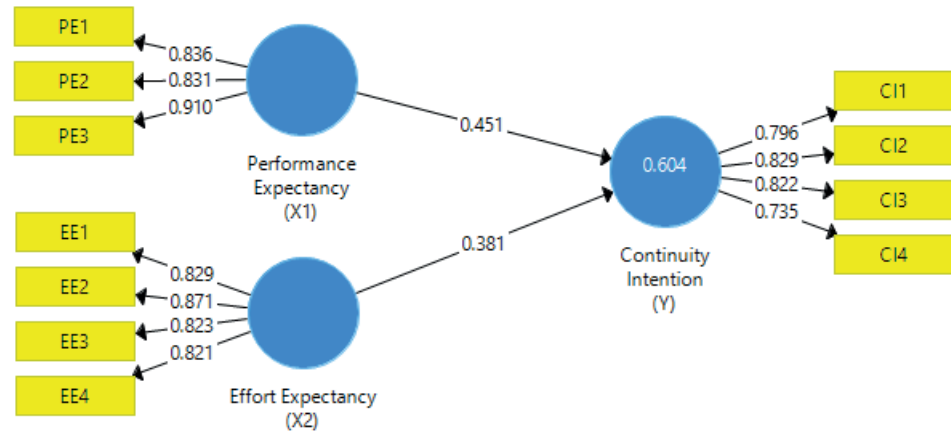 PE1
PE2
PE3
0.836
0.831
0.910
Performance
Expectancy
(X1)
EE1
EE2
EE3
EE4
0.829
0.871
0.823
0.821
Effort Expectancy
(X2)
0.451
0.381
0.604
Continuity
Intention
(Y)
0.796
0.829
0.822
0.735
CI1
CI2
CI3
CI4